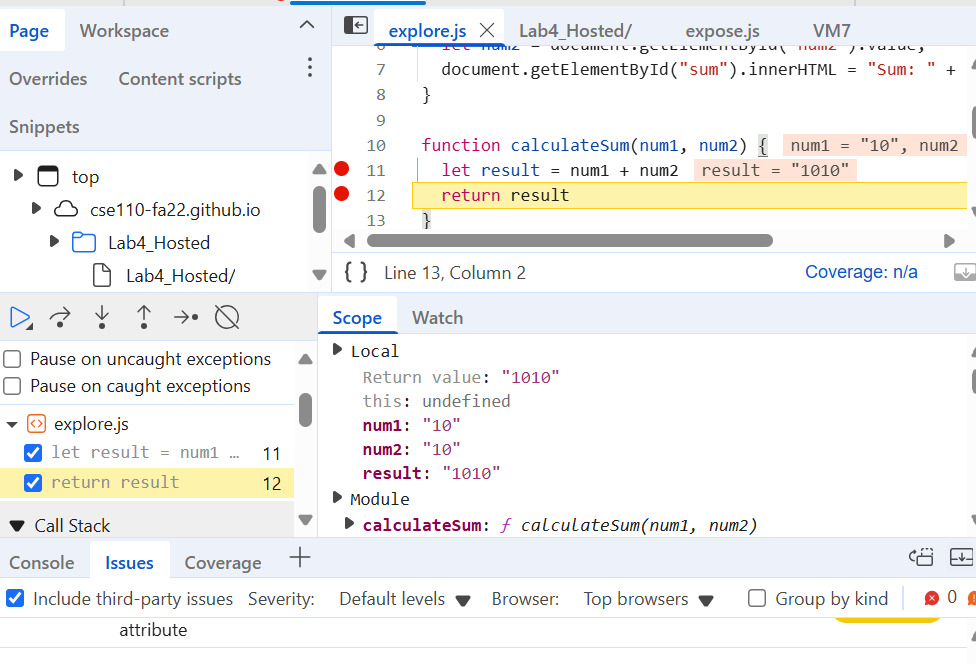 Page Workspace
Overrides Content scripts
Snippets
top
cse110-fa22.github.io
Lab4_Hosted
Lab4_Hosted/
explore.js Lab4_Hosted/ expose.js VM7
6 let num2 = document.getElementById("num2").value;
7 document.getElementById("sum").innerHTML = "Sum: " +
8 }
9
10 function calculateSum(num1, num2) { num1 = "10", num2
11 let result = num1 + num2 result = "1010"
12 return result
13 }
{ } Line 13, Column 2 Coverage: n/a
Pause on uncaught exceptions
Pause on caught exceptions
explore.js
let result = num1 … 11
return result 12
Call Stack
Scope Watch
Local
Return value: "1010"
this: undefined
num1: "10"
num2: "10"
result: "1010"
Module
calculateSum: ƒ calculateSum(num1, num2)
Console Issues Coverage
Include third-party issues Severity: Default levels Browser: Top browsers Group by kind 0
attribute